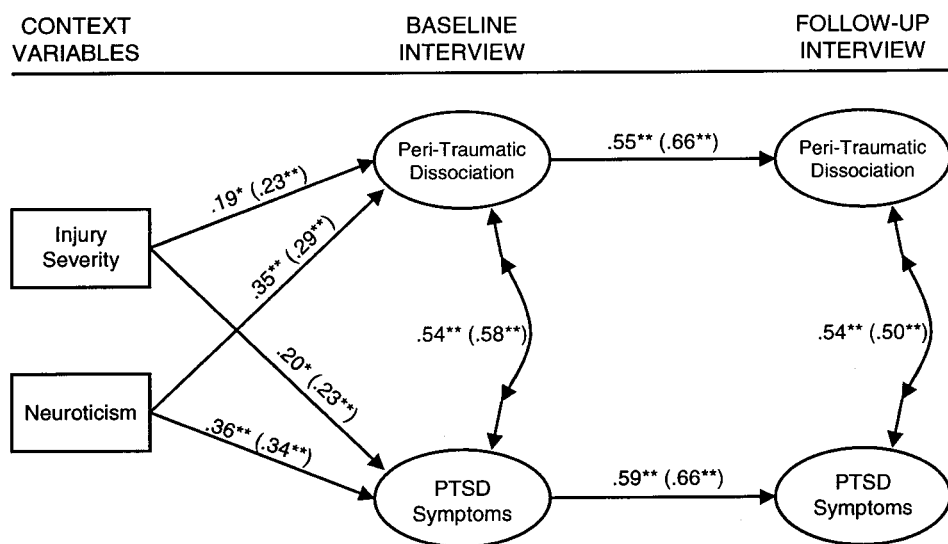 CONTEXT
VARIABLES
BASELINE
INTERVIEW
FOLLOW-UP
INTERVIEW
Peri-Traumatic
Dissociation
.55** (.66**)
Peri-Traumatic
Dissociation
.19* (.23**)
Injury
Severity
.35** (.29**)
.54** (.58**)
.54** (.50**)
.20* (.23**)
Neuroticism
.36** (.34**)
PTSD
Symptoms
.59** (.66**)
PTSD
Symptoms